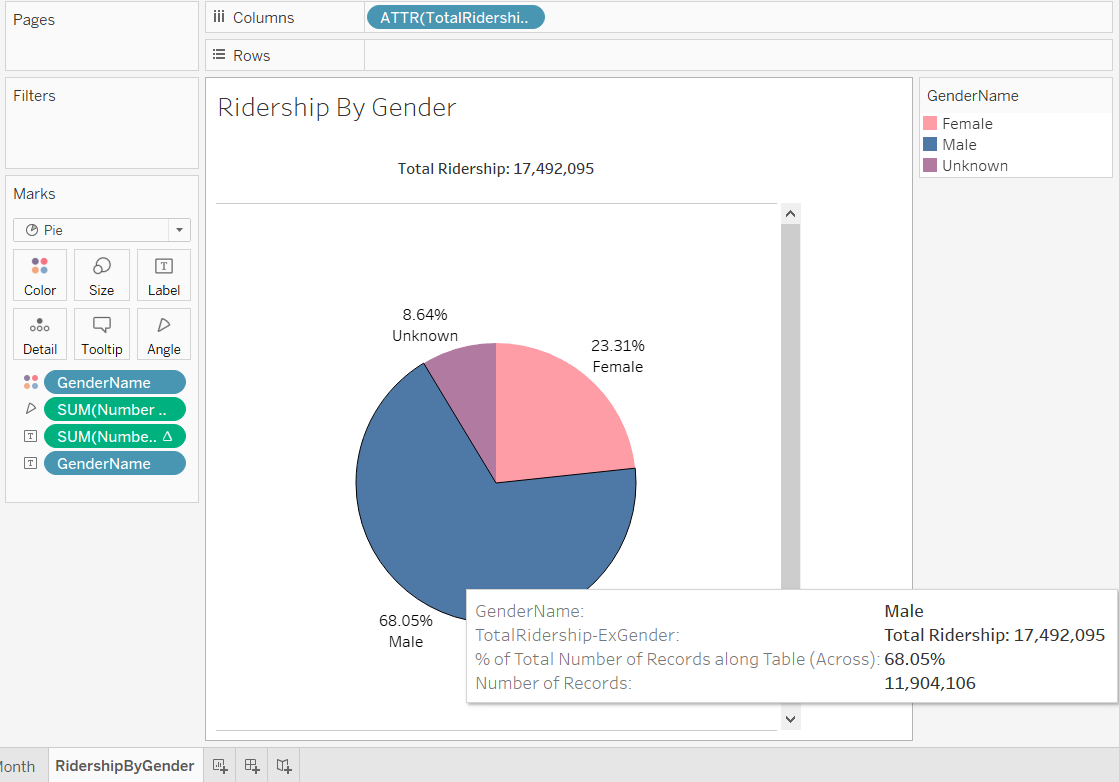 Pages
Columns
ATTR(TotalRidershi..
Rows
Filters
Marks
Pie
Color
Size
Label
Detail
Tooltip
Angle
GenderName
SUM(Number ..
SUM(Numbe.. Δ
GenderName
Ridership By Gender
Total Ridership: 17,492,095
8.64%
Unknown
23.31%
Female
68.05%
Male
GenderName: Male
TotalRidership-ExGender: Total Ridership: 17,492,095
% of Total Number of Records along Table (Across): 68.05%
Number of Records: 11,904,106
GenderName
Female
Male
Unknown
onth
RidershipByGender